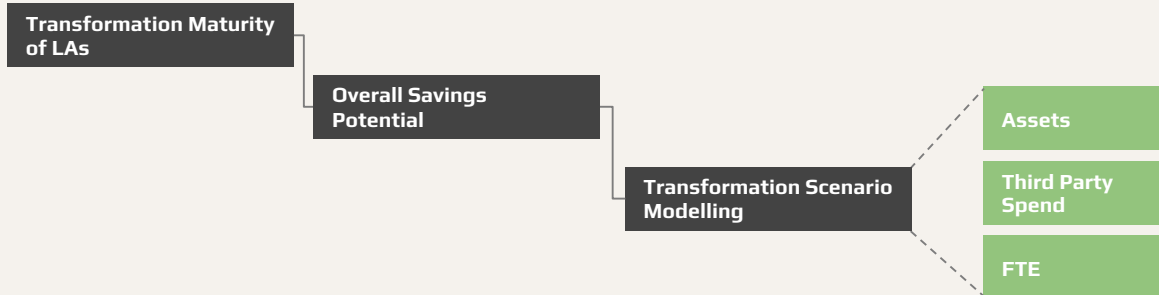 Transformation Maturity
of LAs
Overall Savings
Potential
Transformation Scenario
Modelling
Assets
Third Party
Spend
FTE